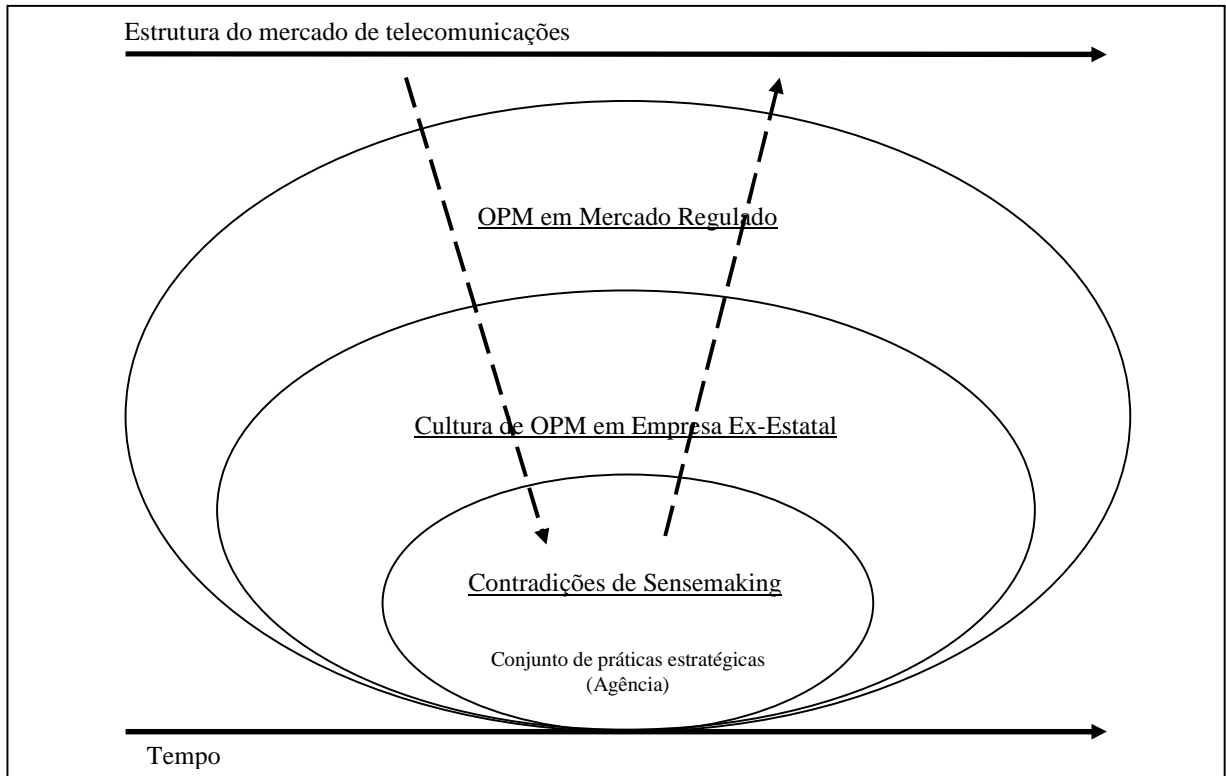 Estrutura do mercado de telecomunicações
OPM em Mercado Regulado
Cultura de OPM em Empresa Ex-Estatal
Contradições de Sensemaking
Conjunto de práticas estratégicas
(Agência)
Tempo